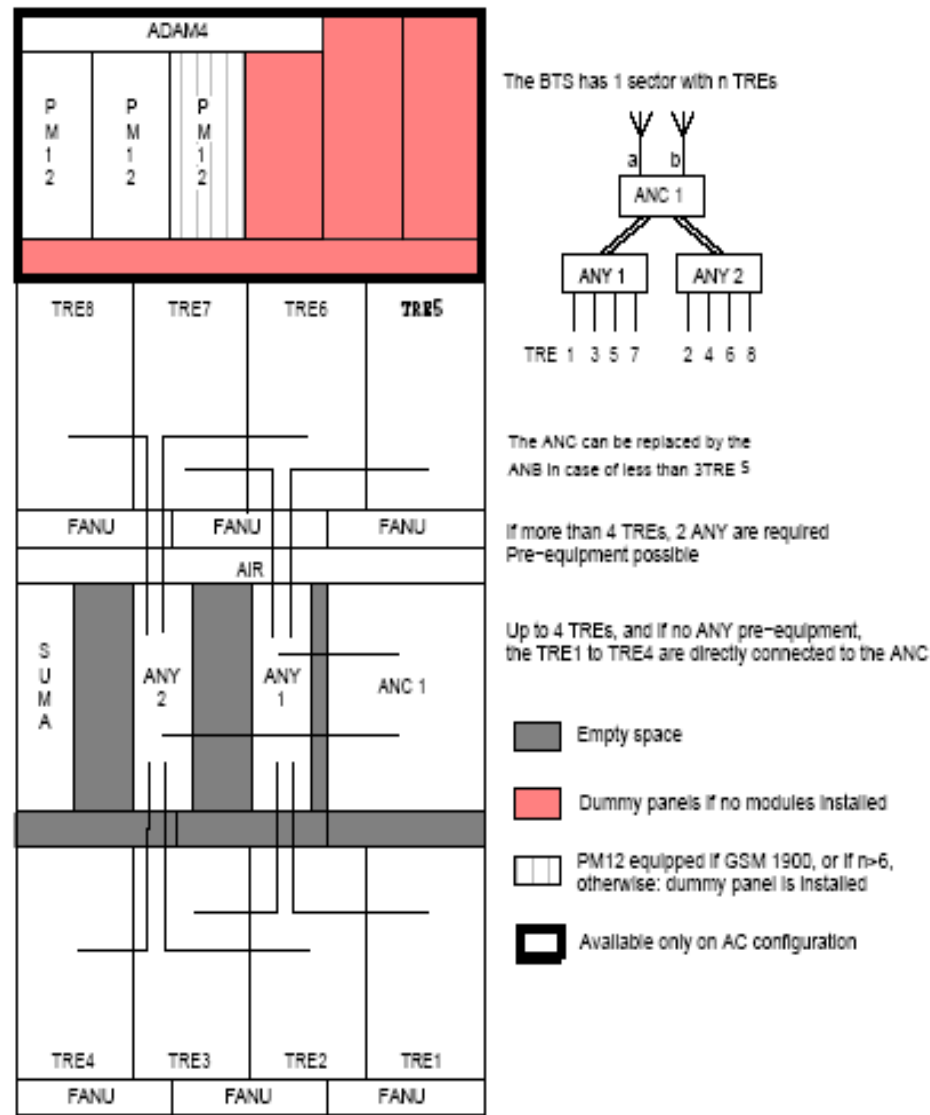 ADAM4
PM12
PM12
PM12
TRE8 TRE7 TRE6 TRE5
FANU FANU FANU
AIR
SUMA
ANY 2
ANY 1
ANC 1
TRE4 TRE3 TRE2 TRE1
FANU FANU FANU
The BTS has 1 sector with n TREs
a b
ANC 1
ANY 1 ANY 2
TRE 1 3 5 7 2 4 6 8
The ANC can be replaced by the
ANB in case of less than 3TRE 5
If more than 4 TREs, 2 ANY are required
Pre-equipment possible
Up to 4 TREs, and if no ANY pre-equipment,
the TRE1 to TRE4 are directly connected to the ANC
Empty space
Dummy panels if no modules installed
PM12 equipped if GSM 1900, or if n>6,
otherwise: dummy panel is installed
Available only on AC configuration